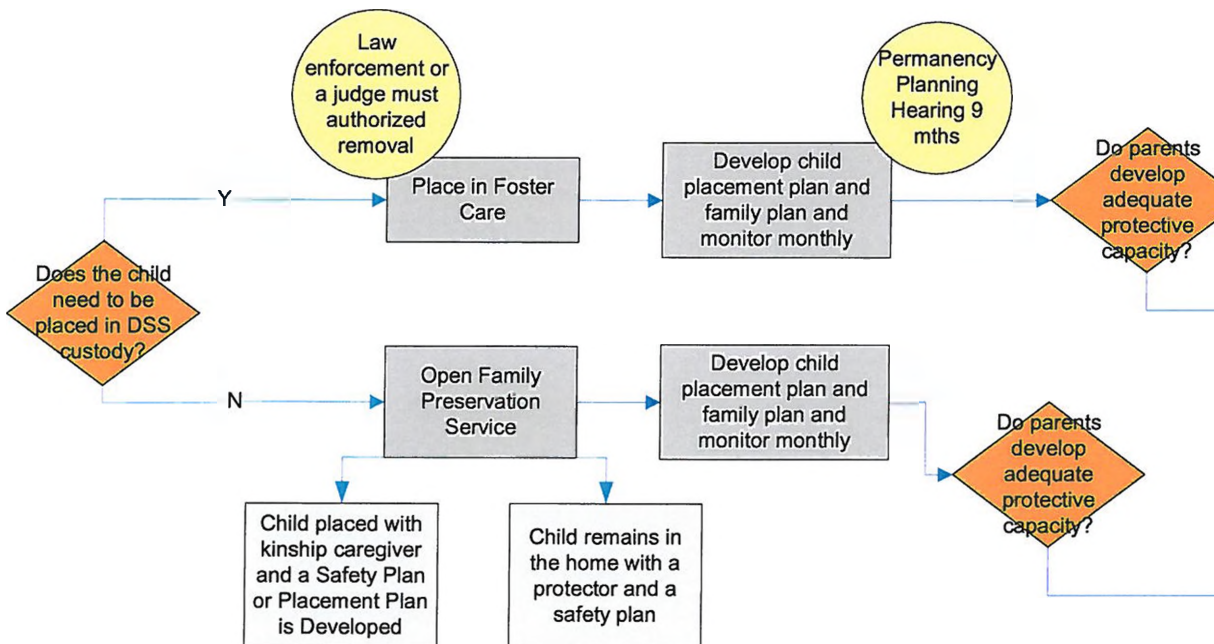 Law
enforcement or
a judge must
authorized
removal
Permanency
Planning
Hearing 9
mths
Y
Place in Foster
Care
Develop child
placement plan and
family plan and
monitor monthly
Do parents
develop
adequate
protective
capacity?
Does the child
need to be
placed in DSS
custody?
N
Open Family
Preservation
Service
Develop child
placement plan and
family plan and
monitor monthly
Do parents
develop
adequate
protective
capacity?
Child placed with
kinship caregiver
and a Safety Plan
or Placement Plan
is Developed
Child remains in
the home with a
protector and a
safety plan